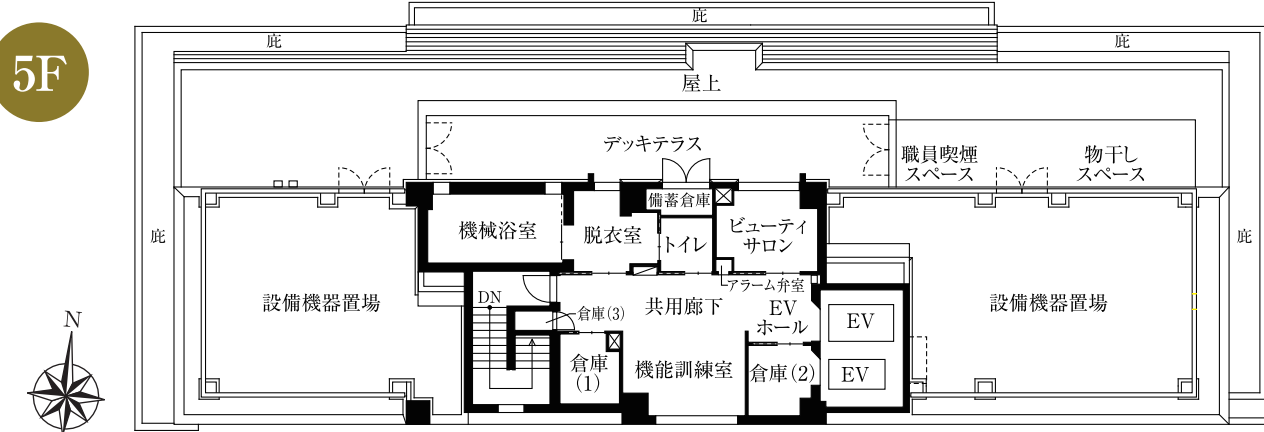 5F
庇
庇
庇
屋上
デッキテラス
職員喫煙
スペース
物干し
スペース
備蓄倉庫
機械浴室
脱衣室
トイレ
ビューティ
サロン
庇
庇
アラーム弁室
設備機器置場
DN
倉庫(3)
共用廊下
EV
ホール
EV
設備機器置場
N
倉庫
(1)
機能訓練室
倉庫(2)
EV